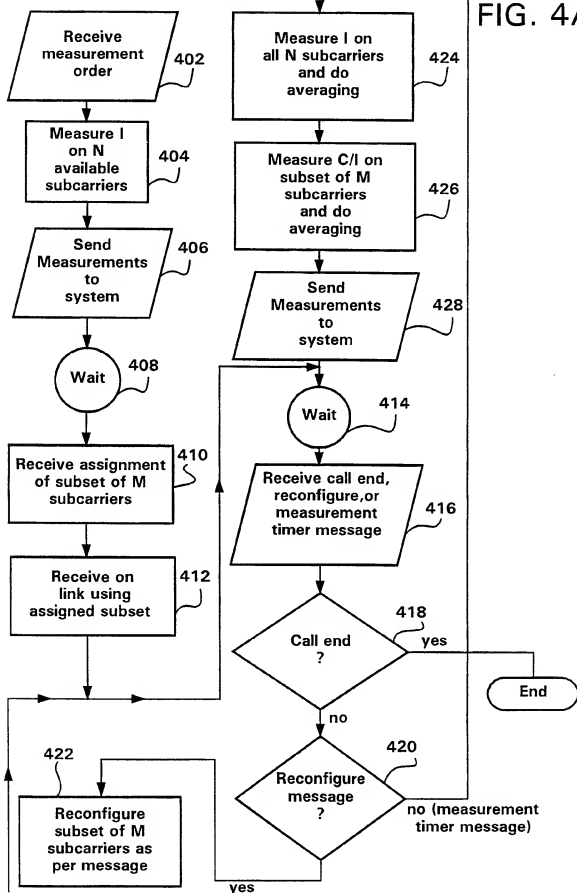 FIG. 4A
Receive
measurement
order
402
Measure I
on N
available
subcarriers
404
Send
Measurements
to
system
406
Wait
408
Receive assignment
of subset of M
subcarriers
410
Receive on
link using
assigned subset
412
422
Reconfigure
subset of M
subcarriers as
per message
Measure I on
all N subcarriers
and do
averaging
424
Measure C/I on
subset of M
subcarriers
and do
averaging
426
Send
Measurements
to
system
428
Wait
414
Receive call end,
reconfigure,or
measurement
timer message
416
Call end
?
418
yes
End
no
Reconfigure
message
?
420
no (measurement
timer message)
yes